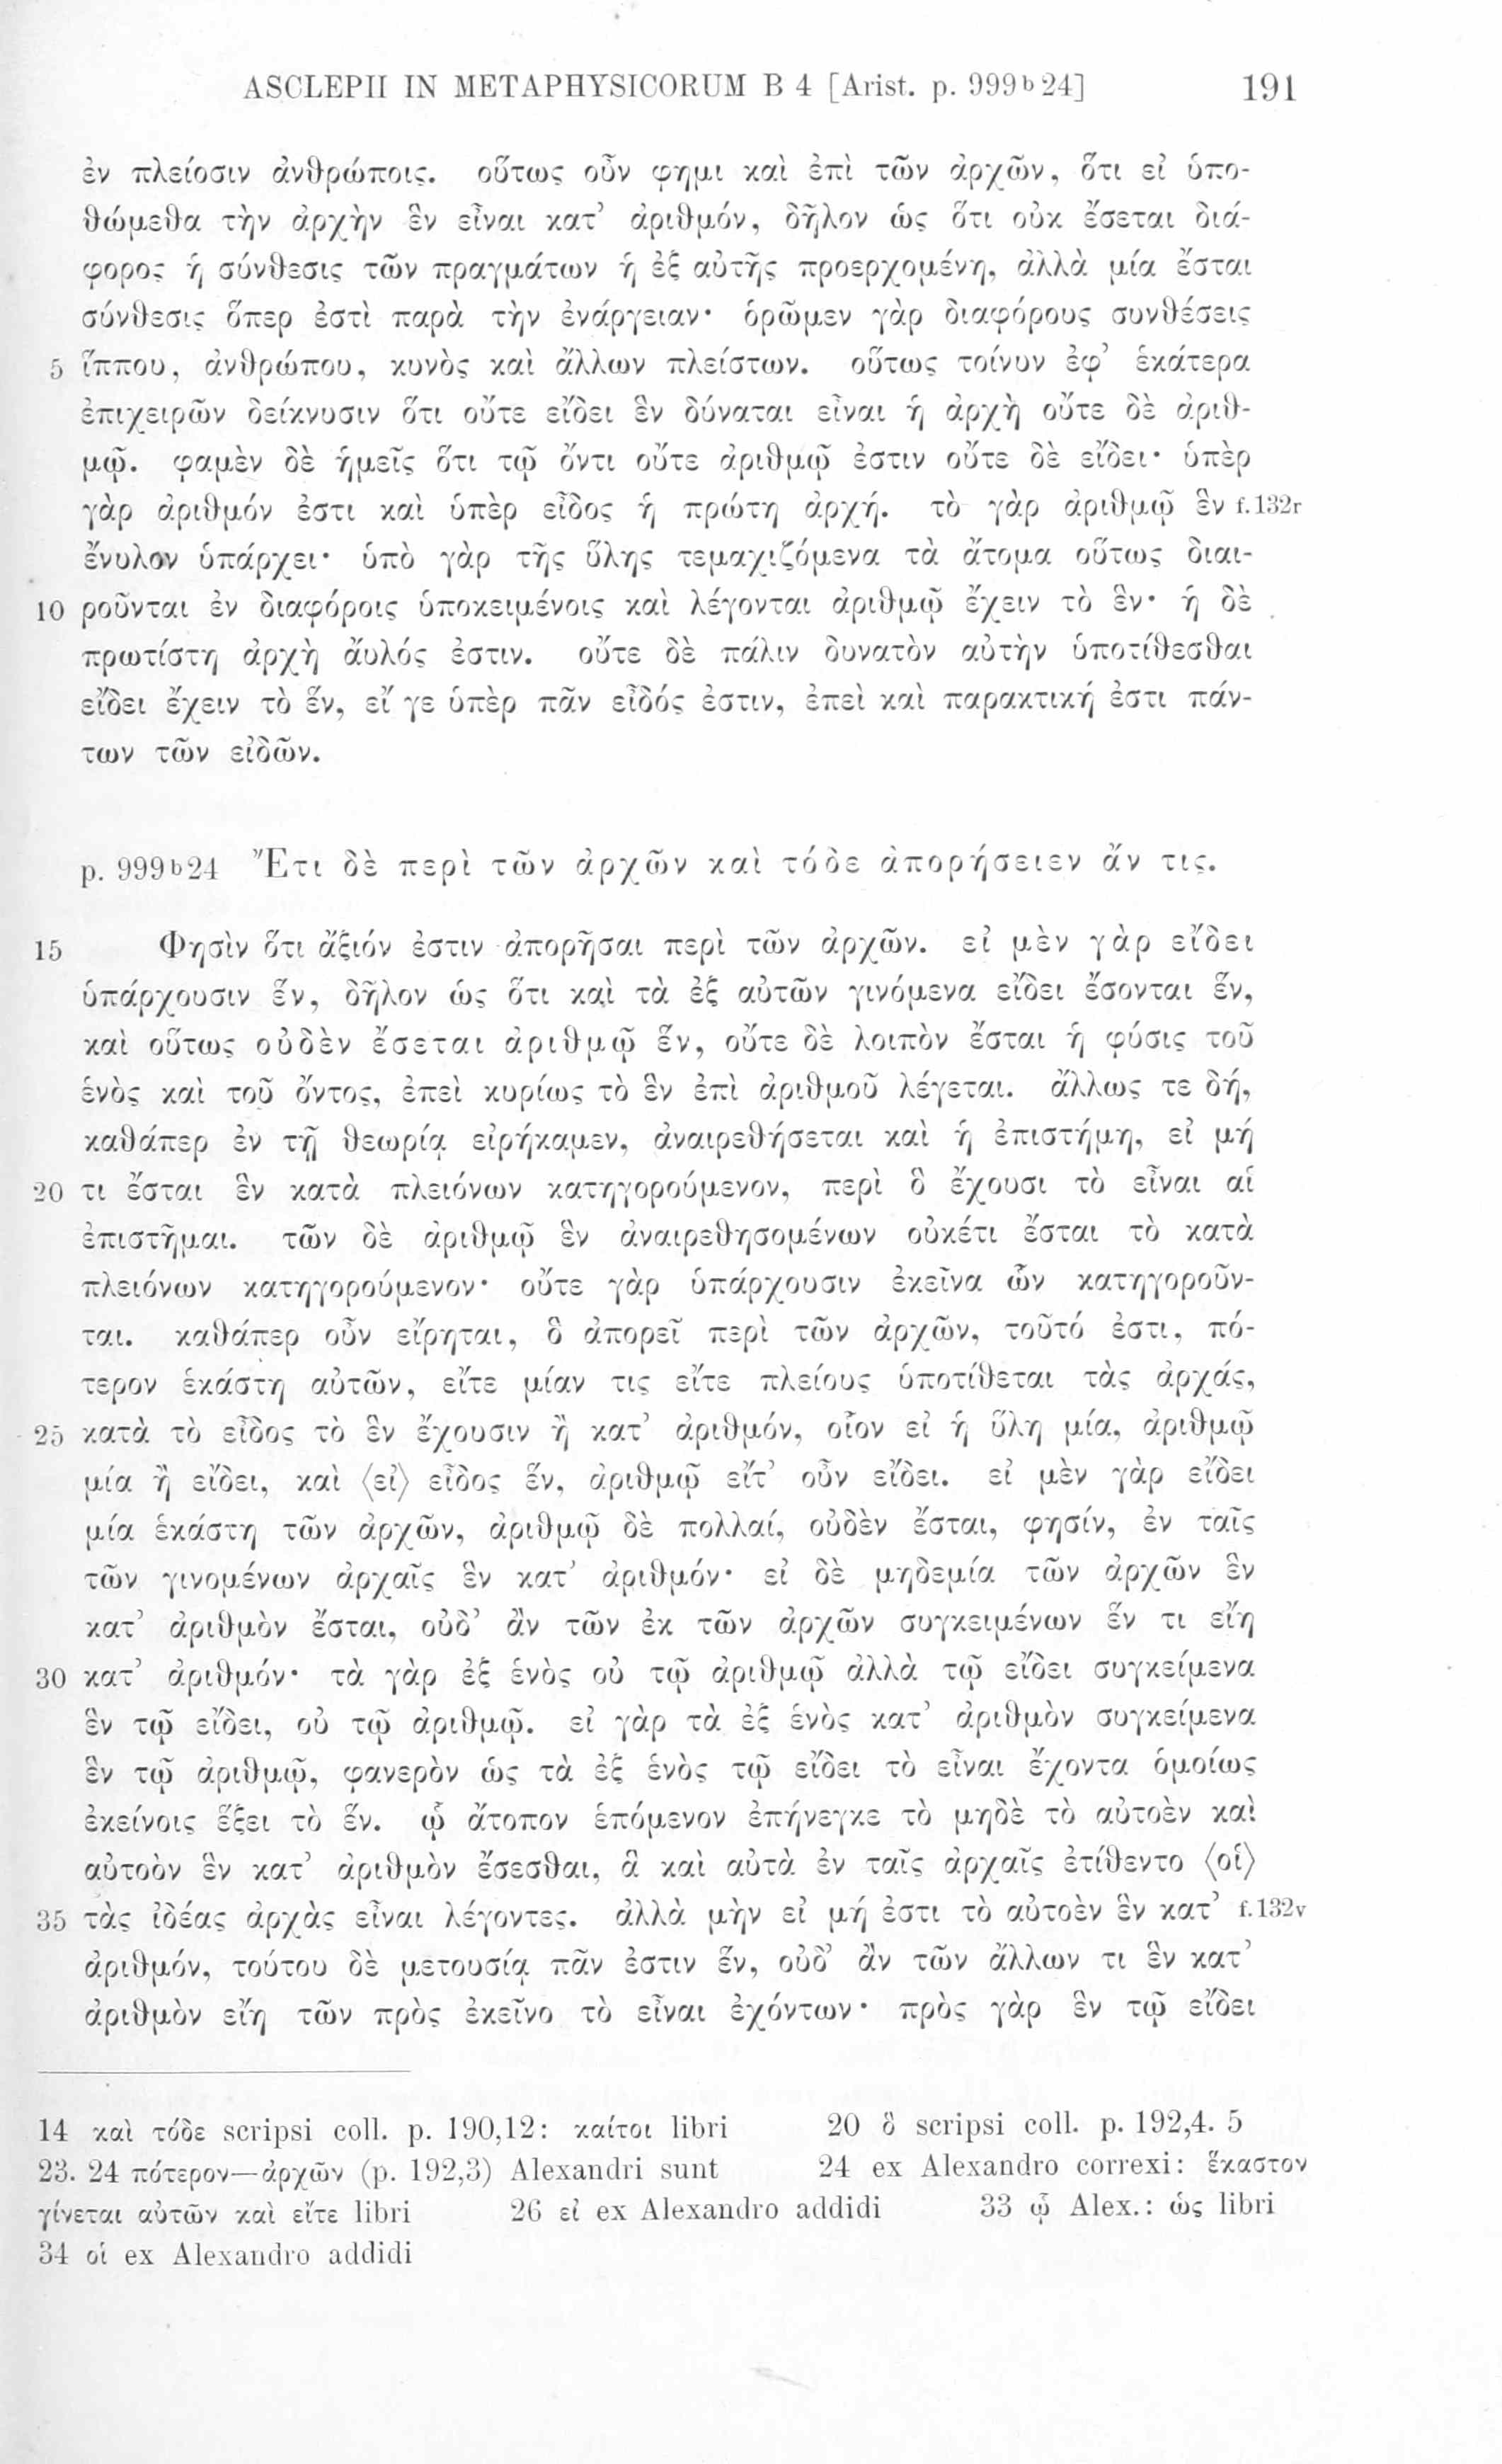 ASCLEPII IN METAPHYSICORUM B 4 [Arist. p. 999ᵇ24] 191
ἐν πλείοσιν ἀνθρώποις. οὕτως οὖν φημι καὶ ἐπὶ τῶν ἀρχῶν, ὅτι εἰ ὑπο-
θώμεθα τὴν ἀρχὴν ἓν εἶναι κατ’ ἀριθμόν, δῆλον ὡς ὅτι οὐκ ἔσεται διά-
φορος ἡ σύνθεσις τῶν πραγμάτων ἡ ἐξ αὐτῆς προερχομένη, ἀλλὰ μία ἔσται
σύνθεσις ὅπερ ἐστὶ παρὰ τὴν ἐνάργειαν· ὁρῶμεν γὰρ διαφόρους συνθέσεις
5 ἵππου, ἀνθρώπου, κυνὸς καὶ ἄλλων πλείστων. οὕτως τοίνυν ἐφ’ ἑκάτερα
ἐπιχειρῶν δείκνυσιν ὅτι οὔτε εἴδει ἓν δύναται εἶναι ἡ ἀρχὴ οὔτε δὲ ἀριθ-
μῷ. φαμὲν δὲ ἡμεῖς ὅτι τῷ ὄντι οὔτε ἀριθμῷ ἐστιν οὔτε δὲ εἴδει· ὑπὲρ
γὰρ ἀριθμόν ἐστι καὶ ὑπὲρ εἶδος ἡ πρώτη ἀρχή. τὸ γὰρ ἀριθμῷ ἓν f.132r
ἔνυλον ὑπάρχει· ὑπὸ γὰρ τῆς ὕλης τεμαχιζόμενα τὰ ἄτομα οὕτως διαι-
10 ροῦνται ἐν διαφόροις ὑποκειμένοις καὶ λέγονται ἀριθμῷ ἔχειν τὸ ἓν· ἡ δὲ
πρωτίστη ἀρχὴ ἄυλός ἐστιν. οὔτε δὲ πάλιν δυνατὸν αὐτὴν ὑποτίθεσθαι
εἴδει ἔχειν τὸ ἕν, εἴ γε ὑπὲρ πᾶν εἶδός ἐστιν, ἐπεὶ καὶ παρακτική ἐστι πάν-
των τῶν εἰδῶν.
p. 999ᵇ24 Ἔτι δὲ περὶ τῶν ἀρχῶν καὶ τόδε ἀπορήσειεν ἄν τις.
15 Φησὶν ὅτι ἄξιόν ἐστιν ἀπορῆσαι περὶ τῶν ἀρχῶν. εἰ μὲν γὰρ εἴδει
ὑπάρχουσιν ἕν, δῆλον ὡς ὅτι καὶ τὰ ἐξ αὐτῶν γινόμενα εἴδει ἔσονται ἕν,
καὶ οὕτως οὐδὲν ἔσεται ἀριθμῷ ἕν, οὔτε δὲ λοιπὸν ἔσται ἡ φύσις τοῦ
ἑνὸς καὶ τοῦ ὄντος, ἐπεὶ κυρίως τὸ ἓν ἐπὶ ἀριθμοῦ λέγεται. ἄλλως τε δή,
καθάπερ ἐν τῇ θεωρίᾳ εἰρήκαμεν, ἀναιρεθήσεται καὶ ἡ ἐπιστήμη, εἰ μή
20 τι ἔσται ἓν κατὰ πλειόνων κατηγορούμενον, περὶ ὃ ἔχουσι τὸ εἶναι αἱ
ἐπιστῆμαι. τῶν δὲ ἀριθμῷ ἓν ἀναιρεθησομένων οὐκέτι ἔσται τὸ κατὰ
πλειόνων κατηγορούμενον· οὔτε γὰρ ὑπάρχουσιν ἐκεῖνα ὧν κατηγοροῦν-
ται. καθάπερ οὖν εἴρηται, ὃ ἀπορεῖ περὶ τῶν ἀρχῶν, τοῦτό ἐστι, πό-
τερον ἑκάστη αὐτῶν, εἴτε μίαν τις εἴτε πλείους ὑποτίθεται τὰς ἀρχάς,
25 κατὰ τὸ εἶδος τὸ ἓν ἔχουσιν ἢ κατ’ ἀριθμόν, οἷον εἰ ἡ ὕλη μία, ἀριθμῷ
μία ἢ εἴδει, καὶ ⟨εἰ⟩ εἶδος ἕν, ἀριθμῷ εἴτ’ οὖν εἴδει. εἰ μὲν γὰρ εἴδει
μία ἑκάστη τῶν ἀρχῶν, ἀριθμῷ δὲ πολλαί, οὐδὲν ἔσται, φησίν, ἐν ταῖς
τῶν γινομένων ἀρχαῖς ἓν κατ’ ἀριθμόν· εἰ δὲ μηδεμία τῶν ἀρχῶν ἓν
κατ’ ἀριθμὸν ἔσται, οὐδ’ ἂν τῶν ἐκ τῶν ἀρχῶν συγκειμένων ἕν τι εἴη
30 κατ’ ἀριθμόν· τὰ γὰρ ἐξ ἑνὸς οὐ τῷ ἀριθμῷ ἀλλὰ τῷ εἴδει συγκείμενα
ἓν τῷ εἴδει, οὐ τῷ ἀριθμῷ. εἰ γὰρ τὰ ἐξ ἑνὸς κατ’ ἀριθμὸν συγκείμενα
ἓν τῷ ἀριθμῷ, φανερὸν ὡς τὰ ἐξ ἑνὸς τῷ εἴδει τὸ εἶναι ἔχοντα ὁμοίως
ἐκείνοις ἕξει τὸ ἕν. ᾧ ἄτοπον ἑπόμενον ἐπήνεγκε τὸ μηδὲ τὸ αὐτοὲν καὶ
αὐτοὸν ἓν κατ’ ἀριθμὸν ἔσεσθαι, ἃ καὶ αὐτὰ ἐν ταῖς ἀρχαῖς ἐτίθεντο ⟨οἱ⟩
35 τὰς ἰδέας ἀρχὰς εἶναι λέγοντες. ἀλλὰ μὴν εἰ μή ἐστι τὸ αὐτοὲν ἓν κατ’ f.132v
ἀριθμόν, τούτου δὲ μετουσίᾳ πᾶν ἐστιν ἕν, οὐδ’ ἂν τῶν ἄλλων τι ἓν κατ’
ἀριθμὸν εἴη τῶν πρὸς ἐκεῖνο τὸ εἶναι ἐχόντων· πρὸς γὰρ ἓν τῷ εἴδει
14 καὶ τόδε scripsi coll. p. 190,12: καίτοι libri 20 ὃ scripsi coll. p. 192,4. 5
23. 24 πότερον—ἀρχῶν (p. 192,3) Alexandri sunt 24 ex Alexandro correxi: ἕκαστον
γίνεται αὐτῶν καὶ εἴτε libri 26 εἰ ex Alexandro addidi 33 ᾧ Alex.: ὡς libri
34 οἱ ex Alexandro addidi